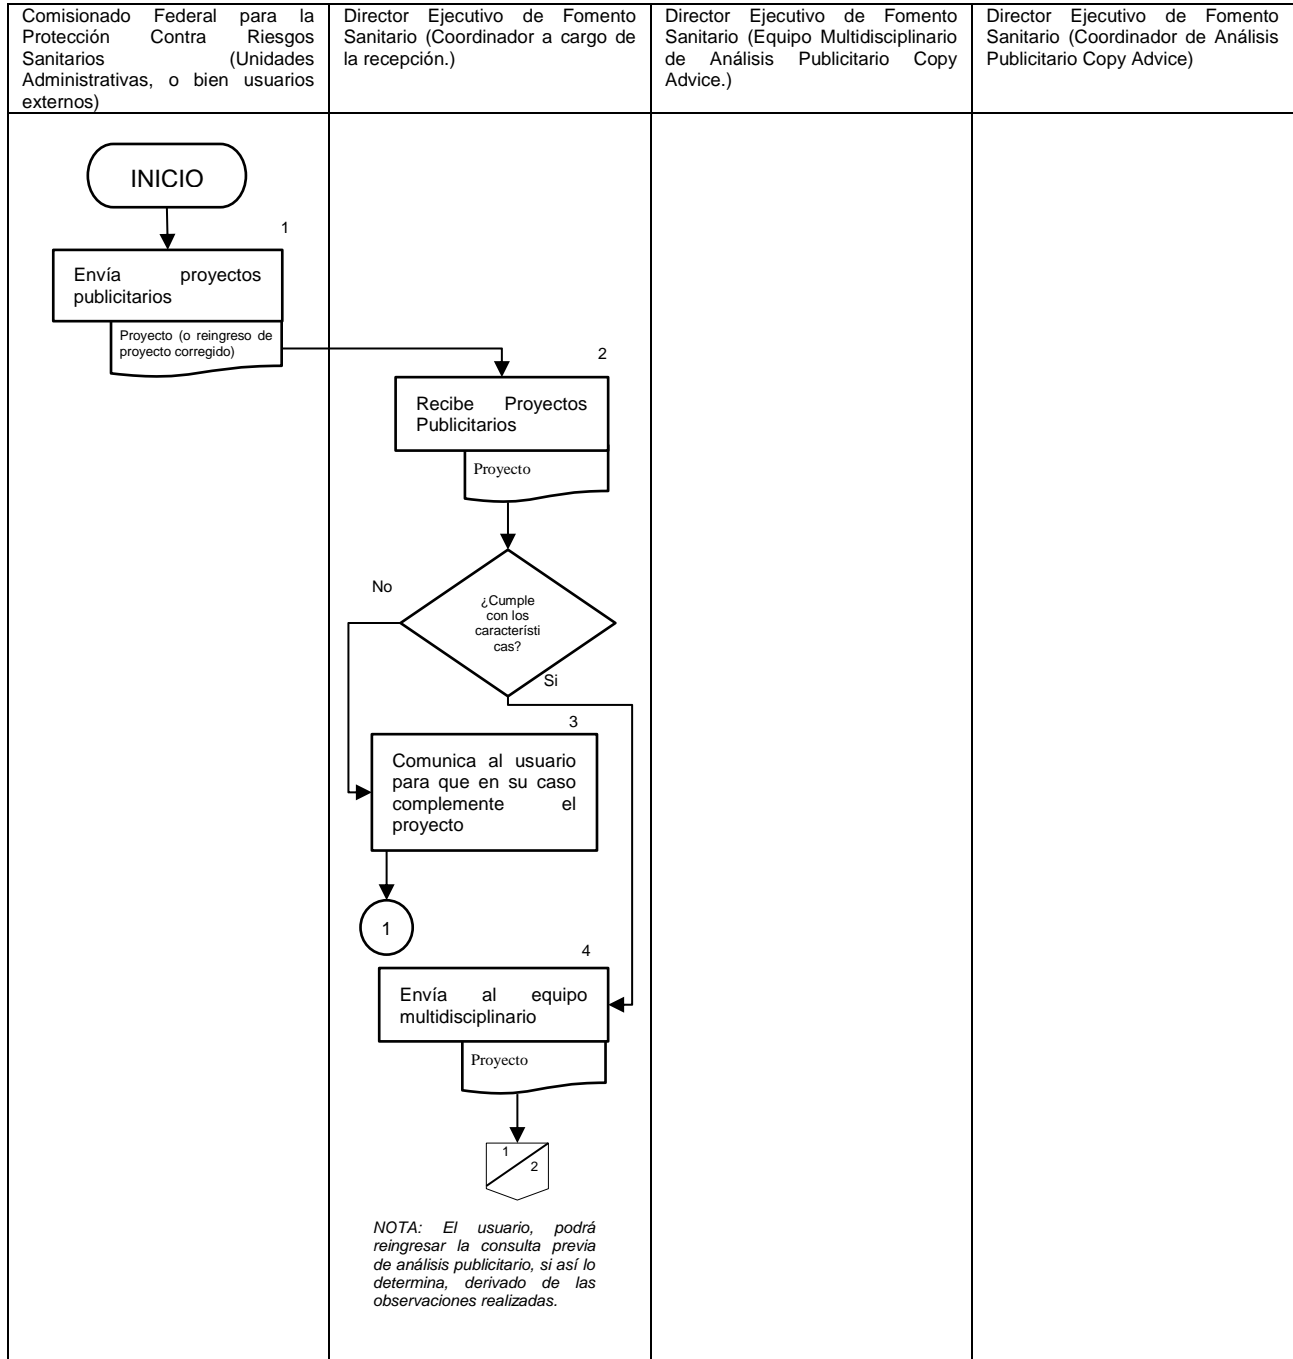 Comisionado Federal para la
Protección Contra Riesgos
Sanitarios (Unidades
Administrativas, o bien usuarios
externos)
Director Ejecutivo de Fomento
Sanitario (Coordinador a cargo de
la recepción.)
Director Ejecutivo de Fomento
Sanitario (Equipo Multidisciplinario
de Análisis Publicitario Copy
Advice.)
Director Ejecutivo de Fomento
Sanitario (Coordinador de Análisis
Publicitario Copy Advice)
INICIO
1
Envía proyectos
publicitarios
Proyecto (o reingreso de
proyecto corregido)
2
Recibe Proyectos
Publicitarios
Proyecto
No
¿Cumple
con los
característi
cas?
Si
3
Comunica al usuario
para que en su caso
complemente el
proyecto
1
4
Envía al equipo
multidisciplinario
Proyecto
1
2
NOTA: El usuario, podrá
reingresar la consulta previa
de análisis publicitario, si así lo
determina, derivado de las
observaciones realizadas.